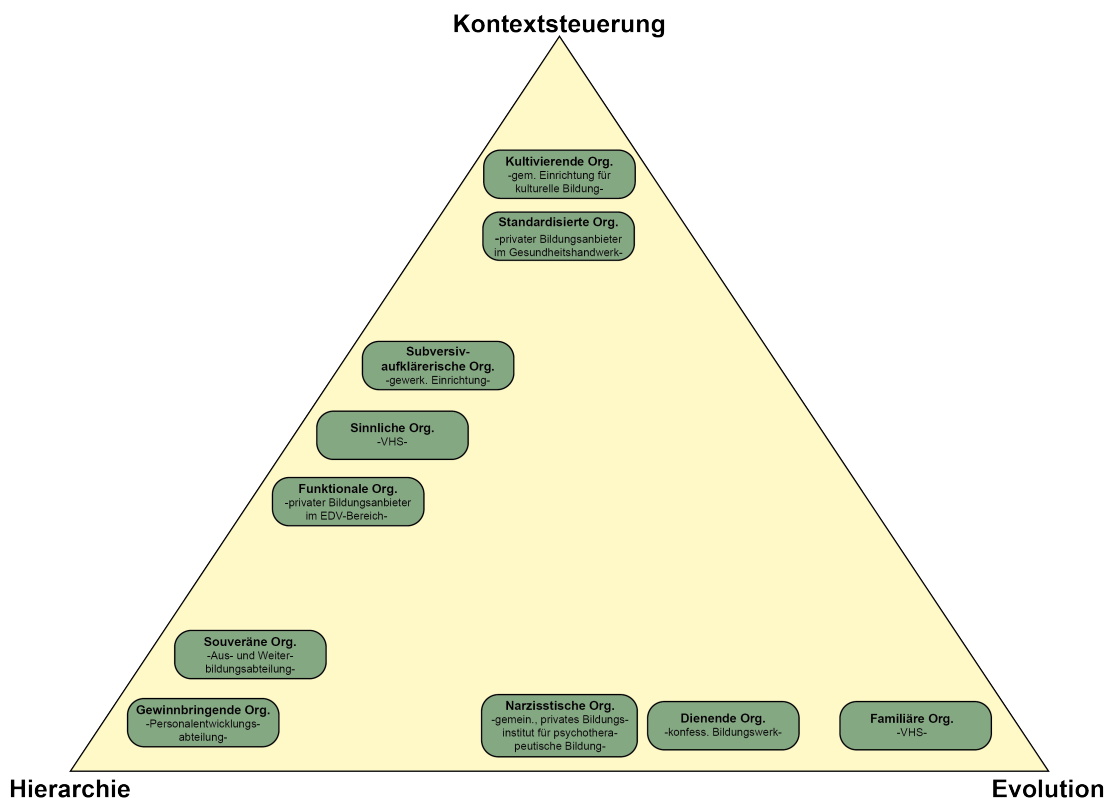 Kontextsteuerung
Kultivierende Org.
-gem. Einrichtung für
kulturelle Bildung-
Standardisierte Org.
-privater Bildungsanbieter
im Gesundheitshandwerk-
Subversiv-
aufklärerische Org.
-gewerk. Einrichtung-
Sinnliche Org.
-VHS-
Funktionale Org.
-privater Bildungsanbieter
im EDV-Bereich-
Souveräne Org.
-Aus- und Weiter-
bildungsabteilung-
Gewinnbringende Org.
-Personalentwicklungs-
abteilung-
Narzisstische Org.
-gemein., privates Bildungs-
institut für psychothera-
peutische Bildung-
Dienende Org.
-konfess. Bildungswerk-
Familiäre Org.
-VHS-
Hierarchie
Evolution